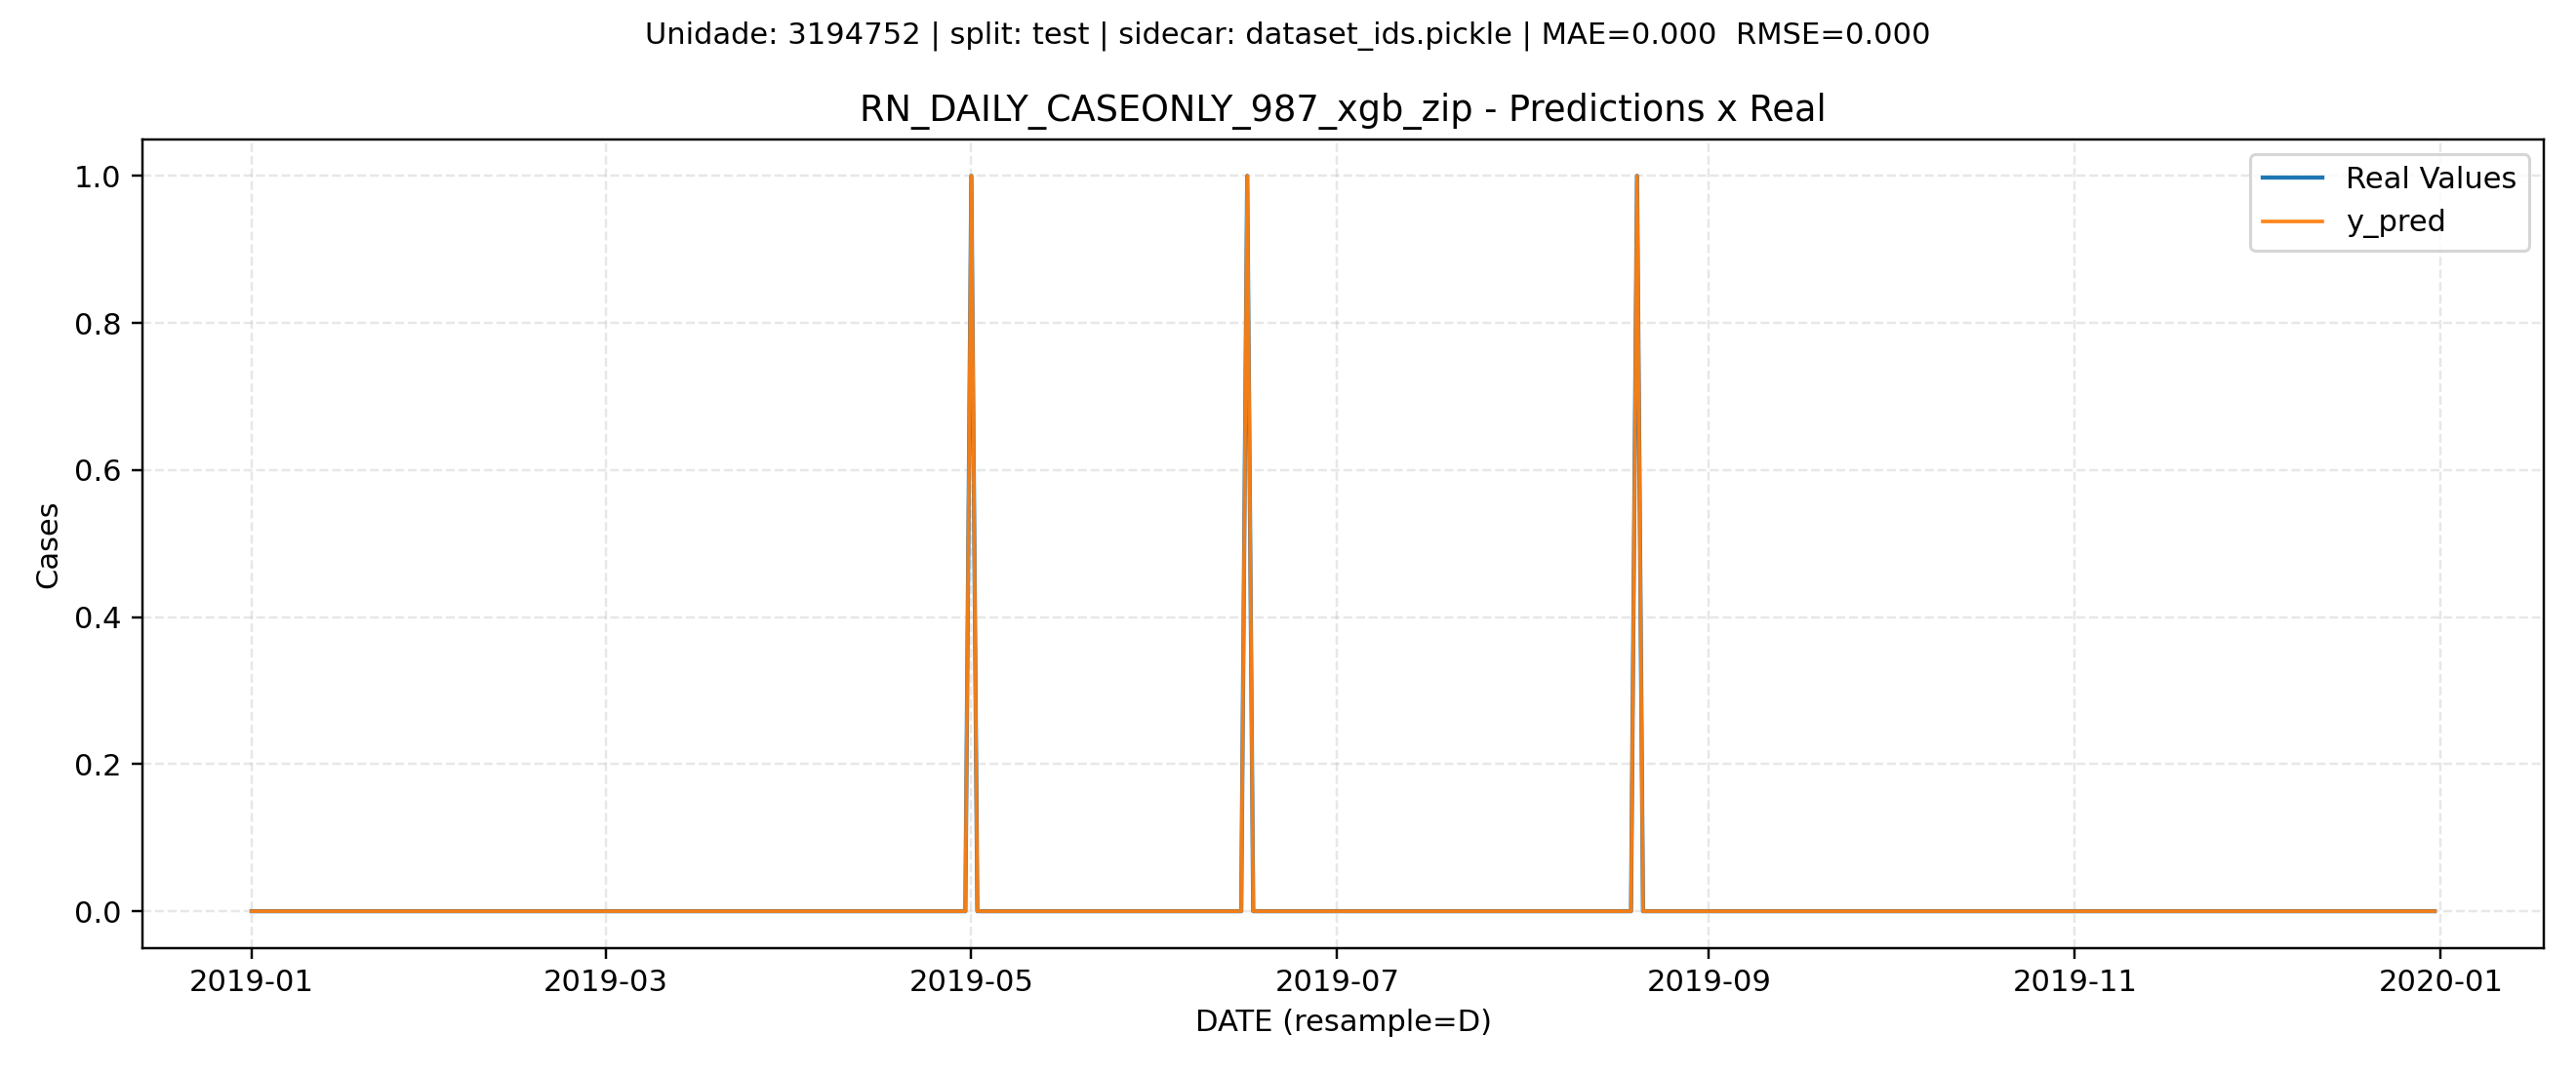 Unidade: 3194752 | split: test | sidecar: dataset_ids.pickle | MAE=0.000  RMSE=0.000
RN_DAILY_CASEONLY_987_xgb_zip - Predictions x Real
Real Values
y_pred
1.0
0.8
0.6
0.4
0.2
0.0
Cases
2019-01 2019-03 2019-05 2019-07 2019-09 2019-11 2020-01
DATE (resample=D)